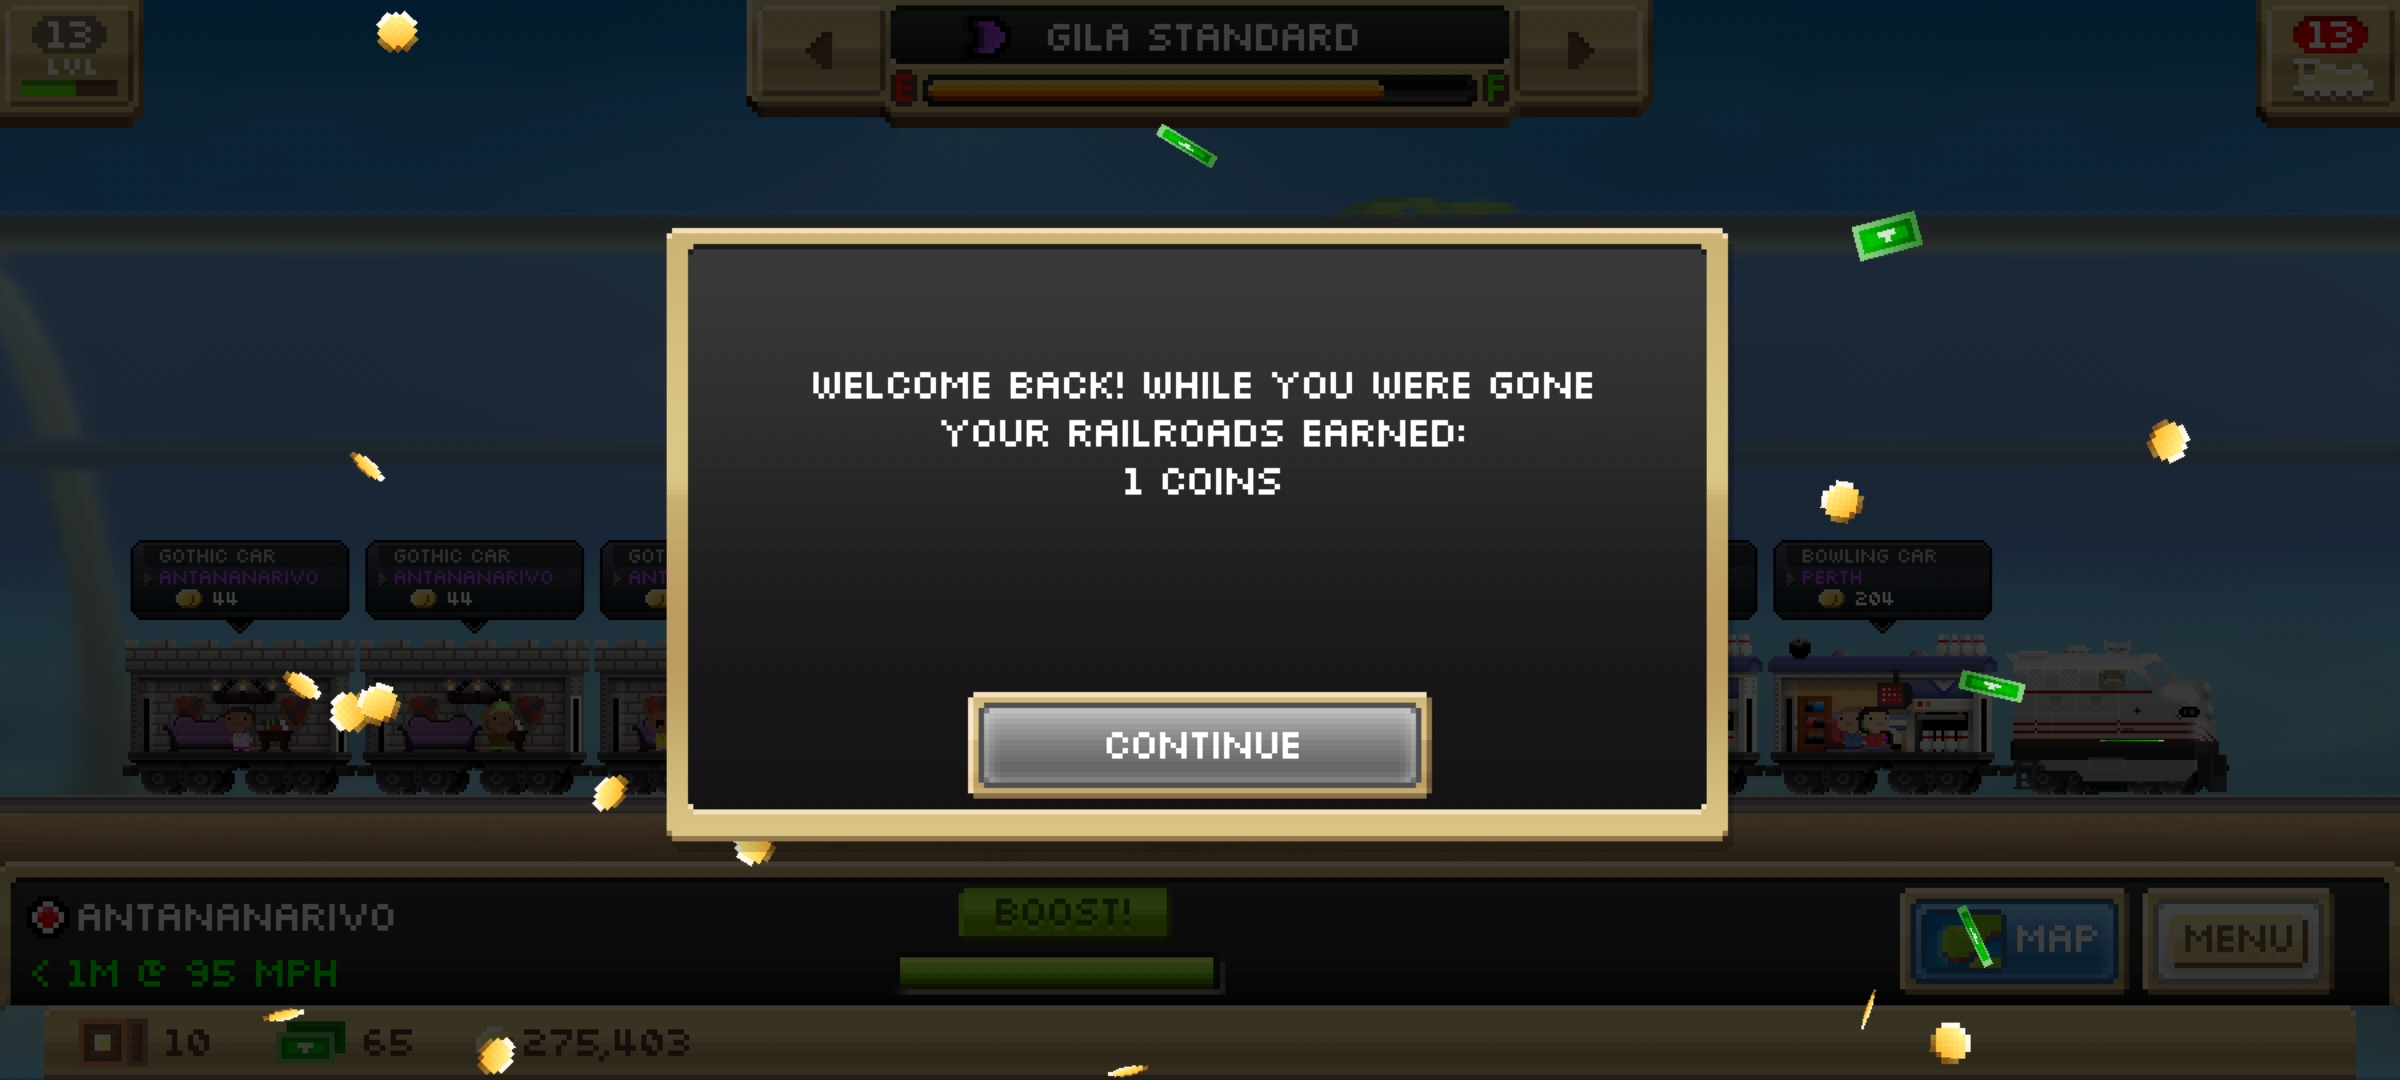 13
LVL
GILA STANDARD
E
F
13
WELCOME BACK! WHILE YOU WERE GONE
YOUR RAILROADS EARNED:
1 COINS
GOTHIC CAR
ANTANANARIVO
44
GOTHIC CAR
ANTANANARIVO
44
GOT
ANT
BOWLING CAR
PERTH
204
CONTINUE
ANTANANARIVO
< 1M @ 95 MPH
BOOST!
MAP
MENU
10
65
275,403